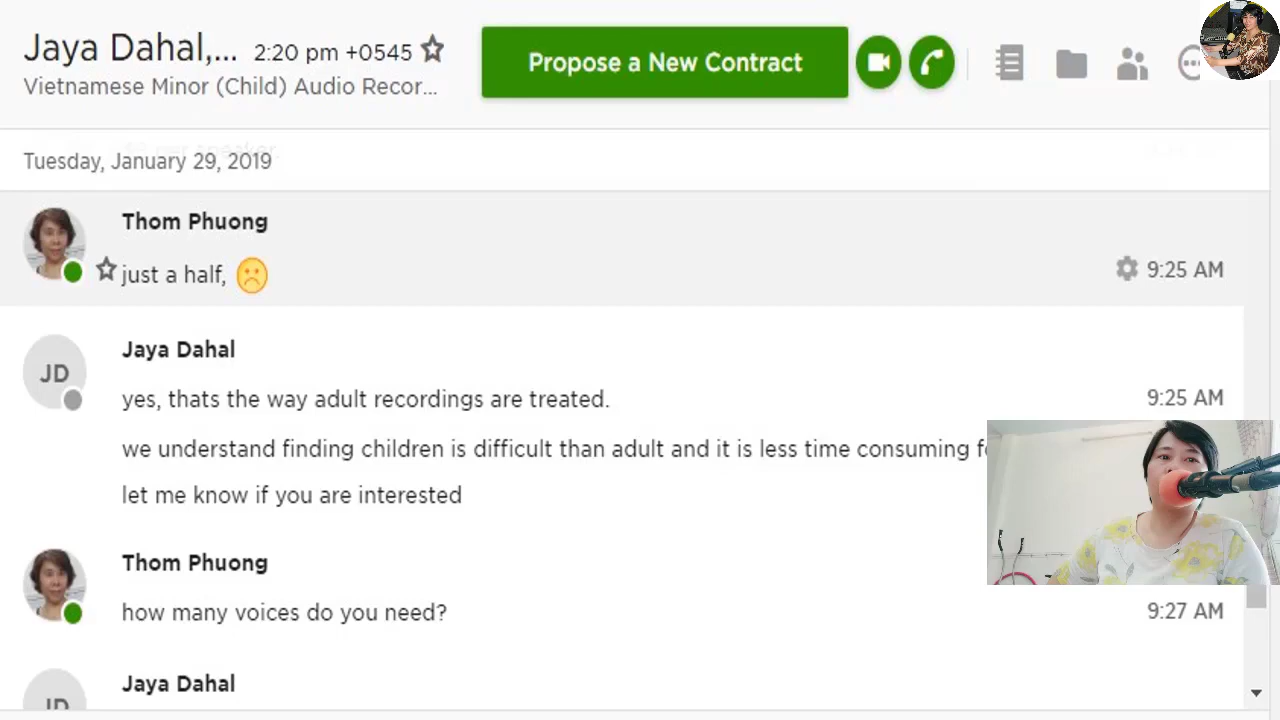 Jaya Dahal,... 2:20 pm +0545
Propose a New Contract
Vietnamese Minor (Child) Audio Recor...
Tuesday, January 29, 2019
Thom Phuong
just a half,
9:25 AM
JD
Jaya Dahal
yes, thats the way adult recordings are treated.
9:25 AM
we understand finding children is difficult than adult and it is less time consuming
let me know if you are interested
Thom Phuong
how many voices do you need?
9:27 AM
Jaya Dahal
JD